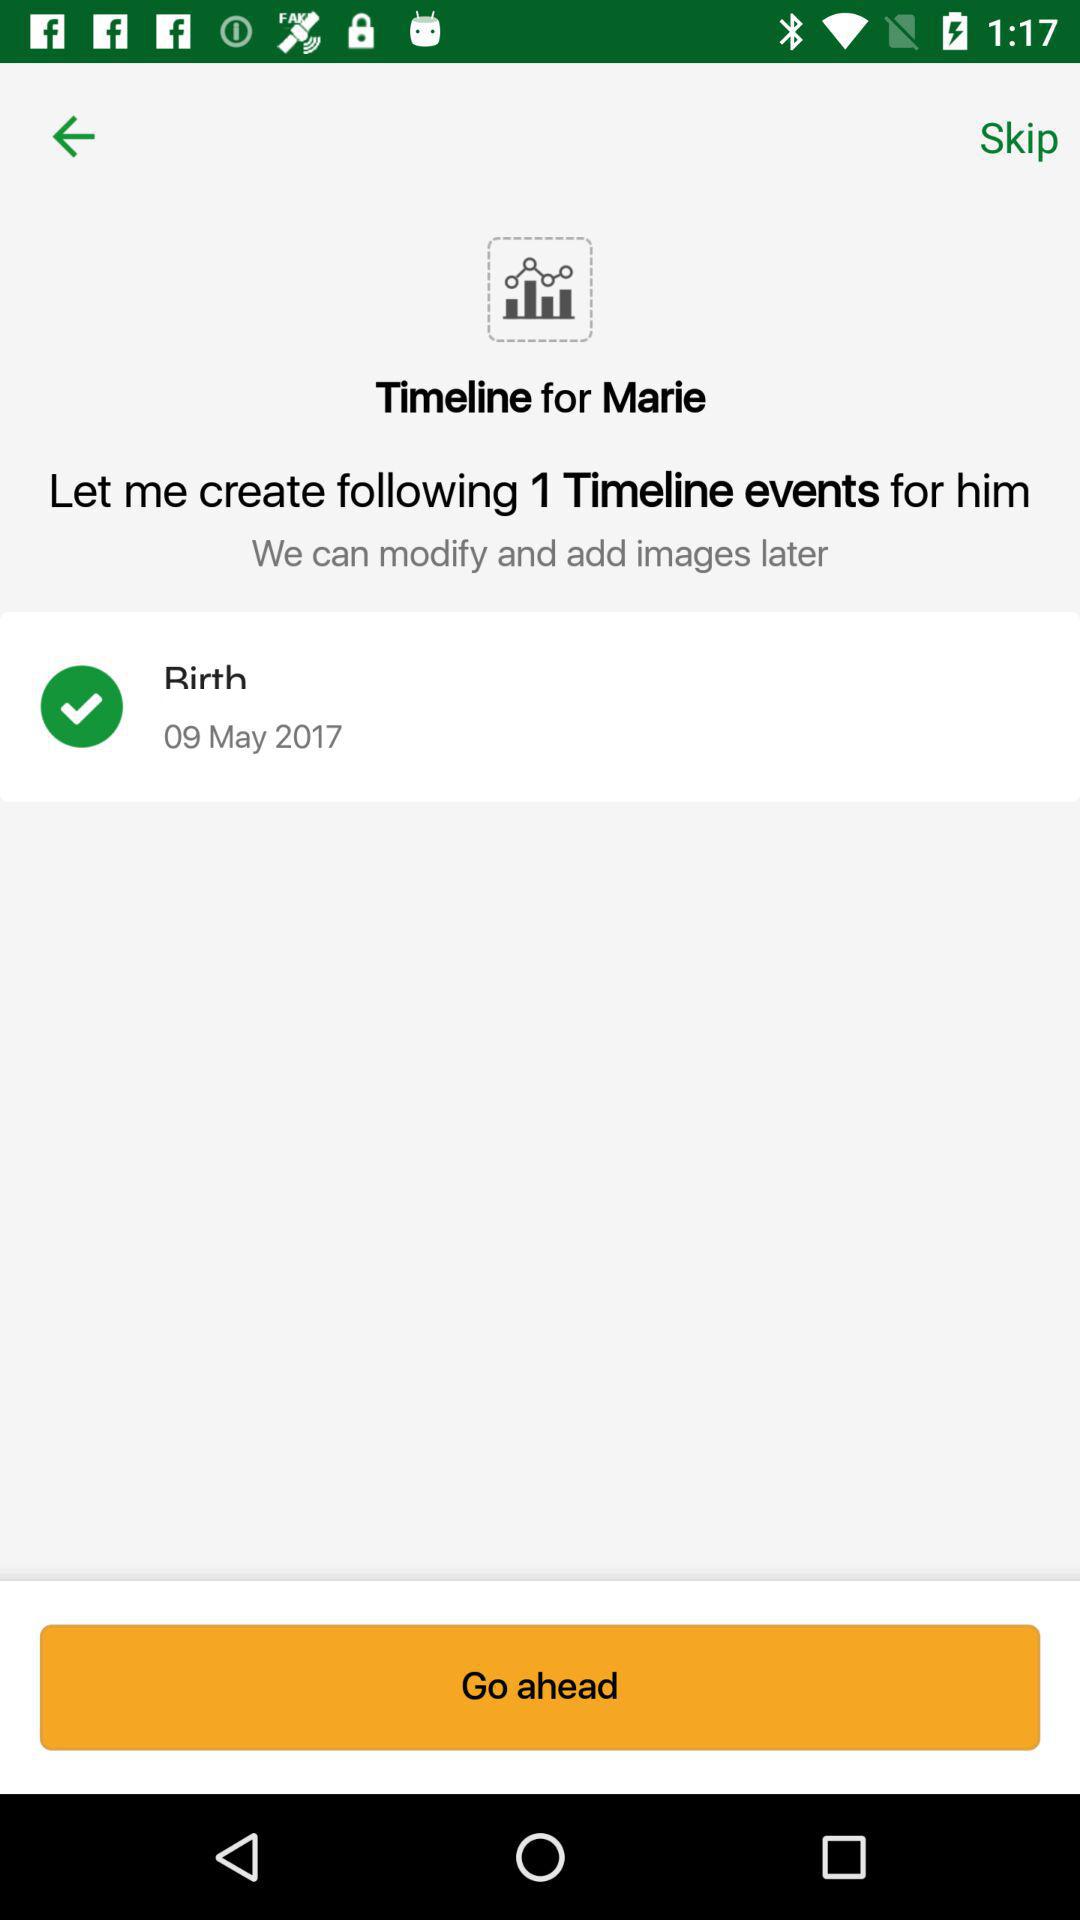 FAKE
1:17
Skip
Timeline for Marie
Let me create following 1 Timeline events for him
We can modify and add images later
Birth
09 May 2017
Go ahead